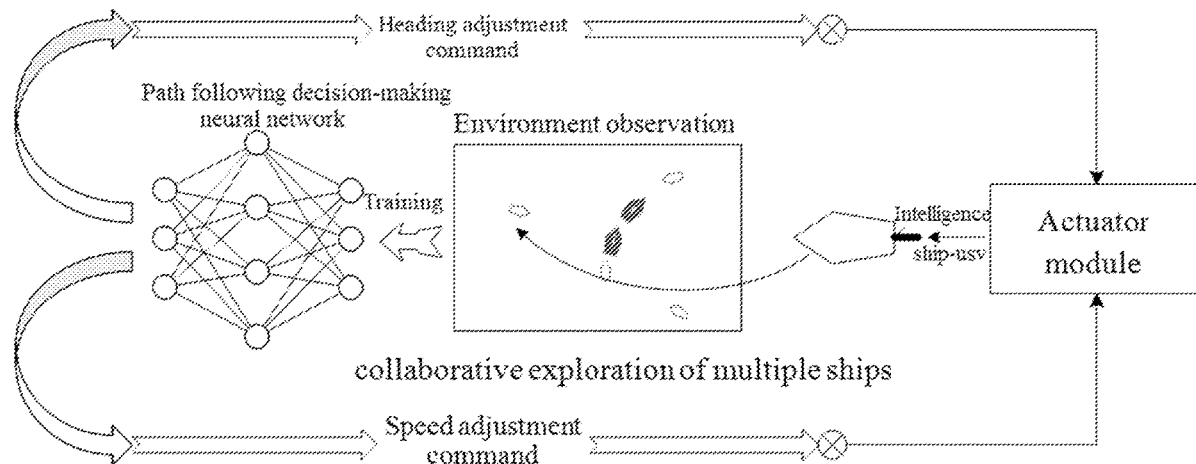 Heading adjustment
command
Path following decision-making
neural network
Environment observation
Training
Intelligence
ship-usv
Actuator
module
collaborative exploration of multiple ships
Speed adjustment
command